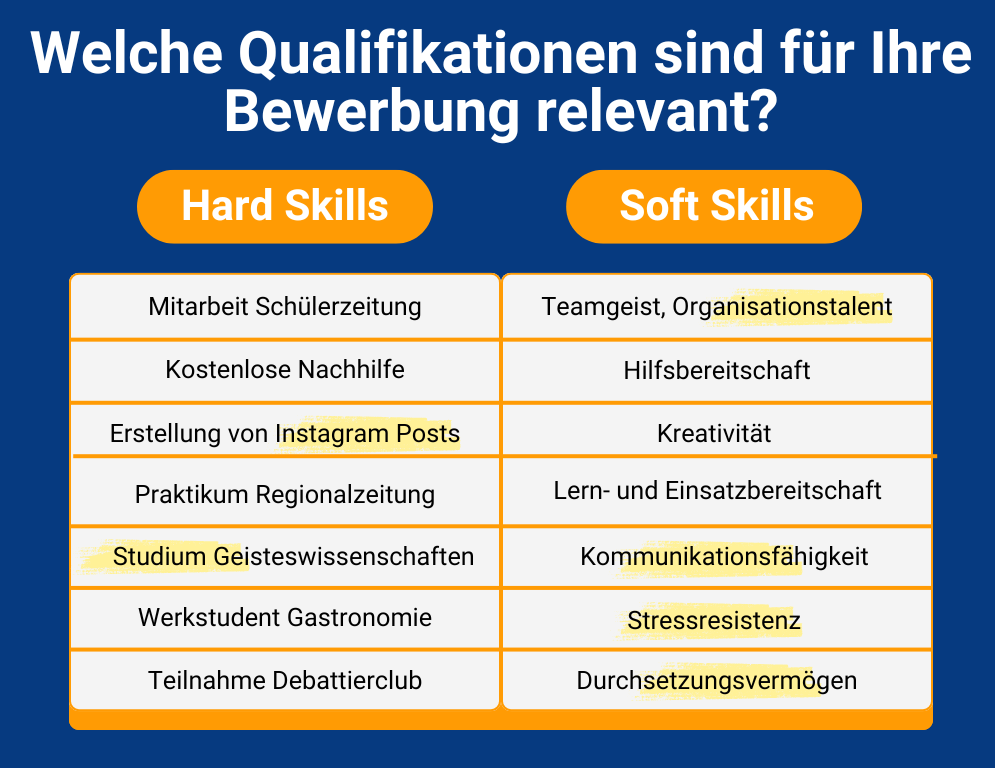 Welche Qualifikationen sind für Ihre
Bewerbung relevant?
Hard Skills
Soft Skills
Mitarbeit Schülerzeitung
Teamgeist, Organisationstalent
Kostenlose Nachhilfe
Hilfsbereitschaft
Erstellung von Instagram Posts
Kreativität
Praktikum Regionalzeitung
Lern- und Einsatzbereitschaft
Studium Geisteswissenschaften
Kommunikationsfähigkeit
Werkstudent Gastronomie
Stressresistenz
Teilnahme Debattierclub
Durchsetzungsvermögen